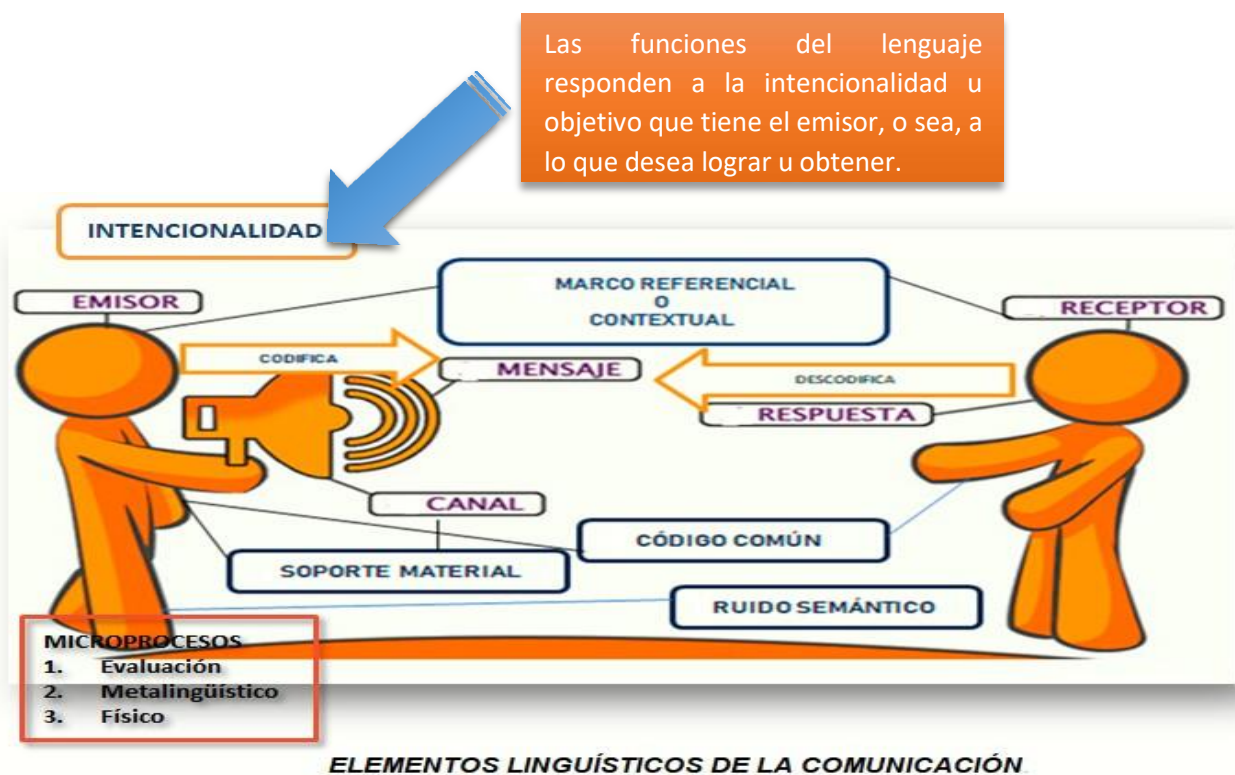 Las funciones del lenguaje
responden a la intencionalidad u
objetivo que tiene el emisor, o sea, a
lo que desea lograr u obtener.
INTENCIONALIDAD
MARCO REFERENCIAL
O
CONTEXTUAL
EMISOR
RECEPTOR
CODIFICA
MENSAJE
DESCODIFICA
RESPUESTA
CANAL
CÓDIGO COMÚN
SOPORTE MATERIAL
RUIDO SEMÁNTICO
MICROPROCESOS
1. Evaluación
2. Metalingüístico
3. Físico
ELEMENTOS LINGUÍSTICOS DE LA COMUNICACIÓN